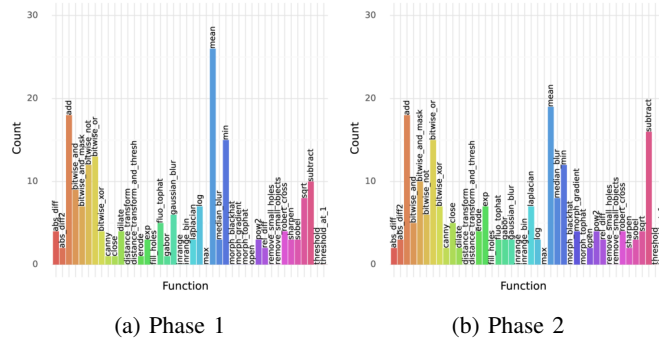 30
20
10
0
Count
abs_diff
abs_diff2
add
bitwise_and
bitwise_and_mask
bitwise_not
bitwise_or
bitwise_xor
canny
close
dilate
distance_transform
distance_transform_and_thresh
erode
exp
fill_holes
fluo_tophat
gabor
gaussian_blur
inrange
inrange_bin
laplacian
log
max
mean
median_blur
min
morph_blackhat
morph_gradient
morph_tophat
open
pow2
rel_diff
remove_small_holes
remove_small_objects
robert_cross
sharpen
sobel
sqrt
subtract
threshold
threshold_at_1
Function
(a) Phase 1
30
20
10
0
Count
abs_diff
abs_diff2
add
bitwise_and
bitwise_and_mask
bitwise_not
bitwise_or
bitwise_xor
canny
close
dilate
distance_transform
distance_transform_and_thresh
erode
exp
fill_holes
fluo_tophat
gabor
gaussian_blur
inrange
inrange_bin
laplacian
log
max
mean
median_blur
min
morph_blackhat
morph_gradient
morph_tophat
open
pow2
rel_diff
remove_small_holes
remove_small_objects
robert_cross
sharpen
sobel
sqrt
subtract
threshold
Function
(b) Phase 2